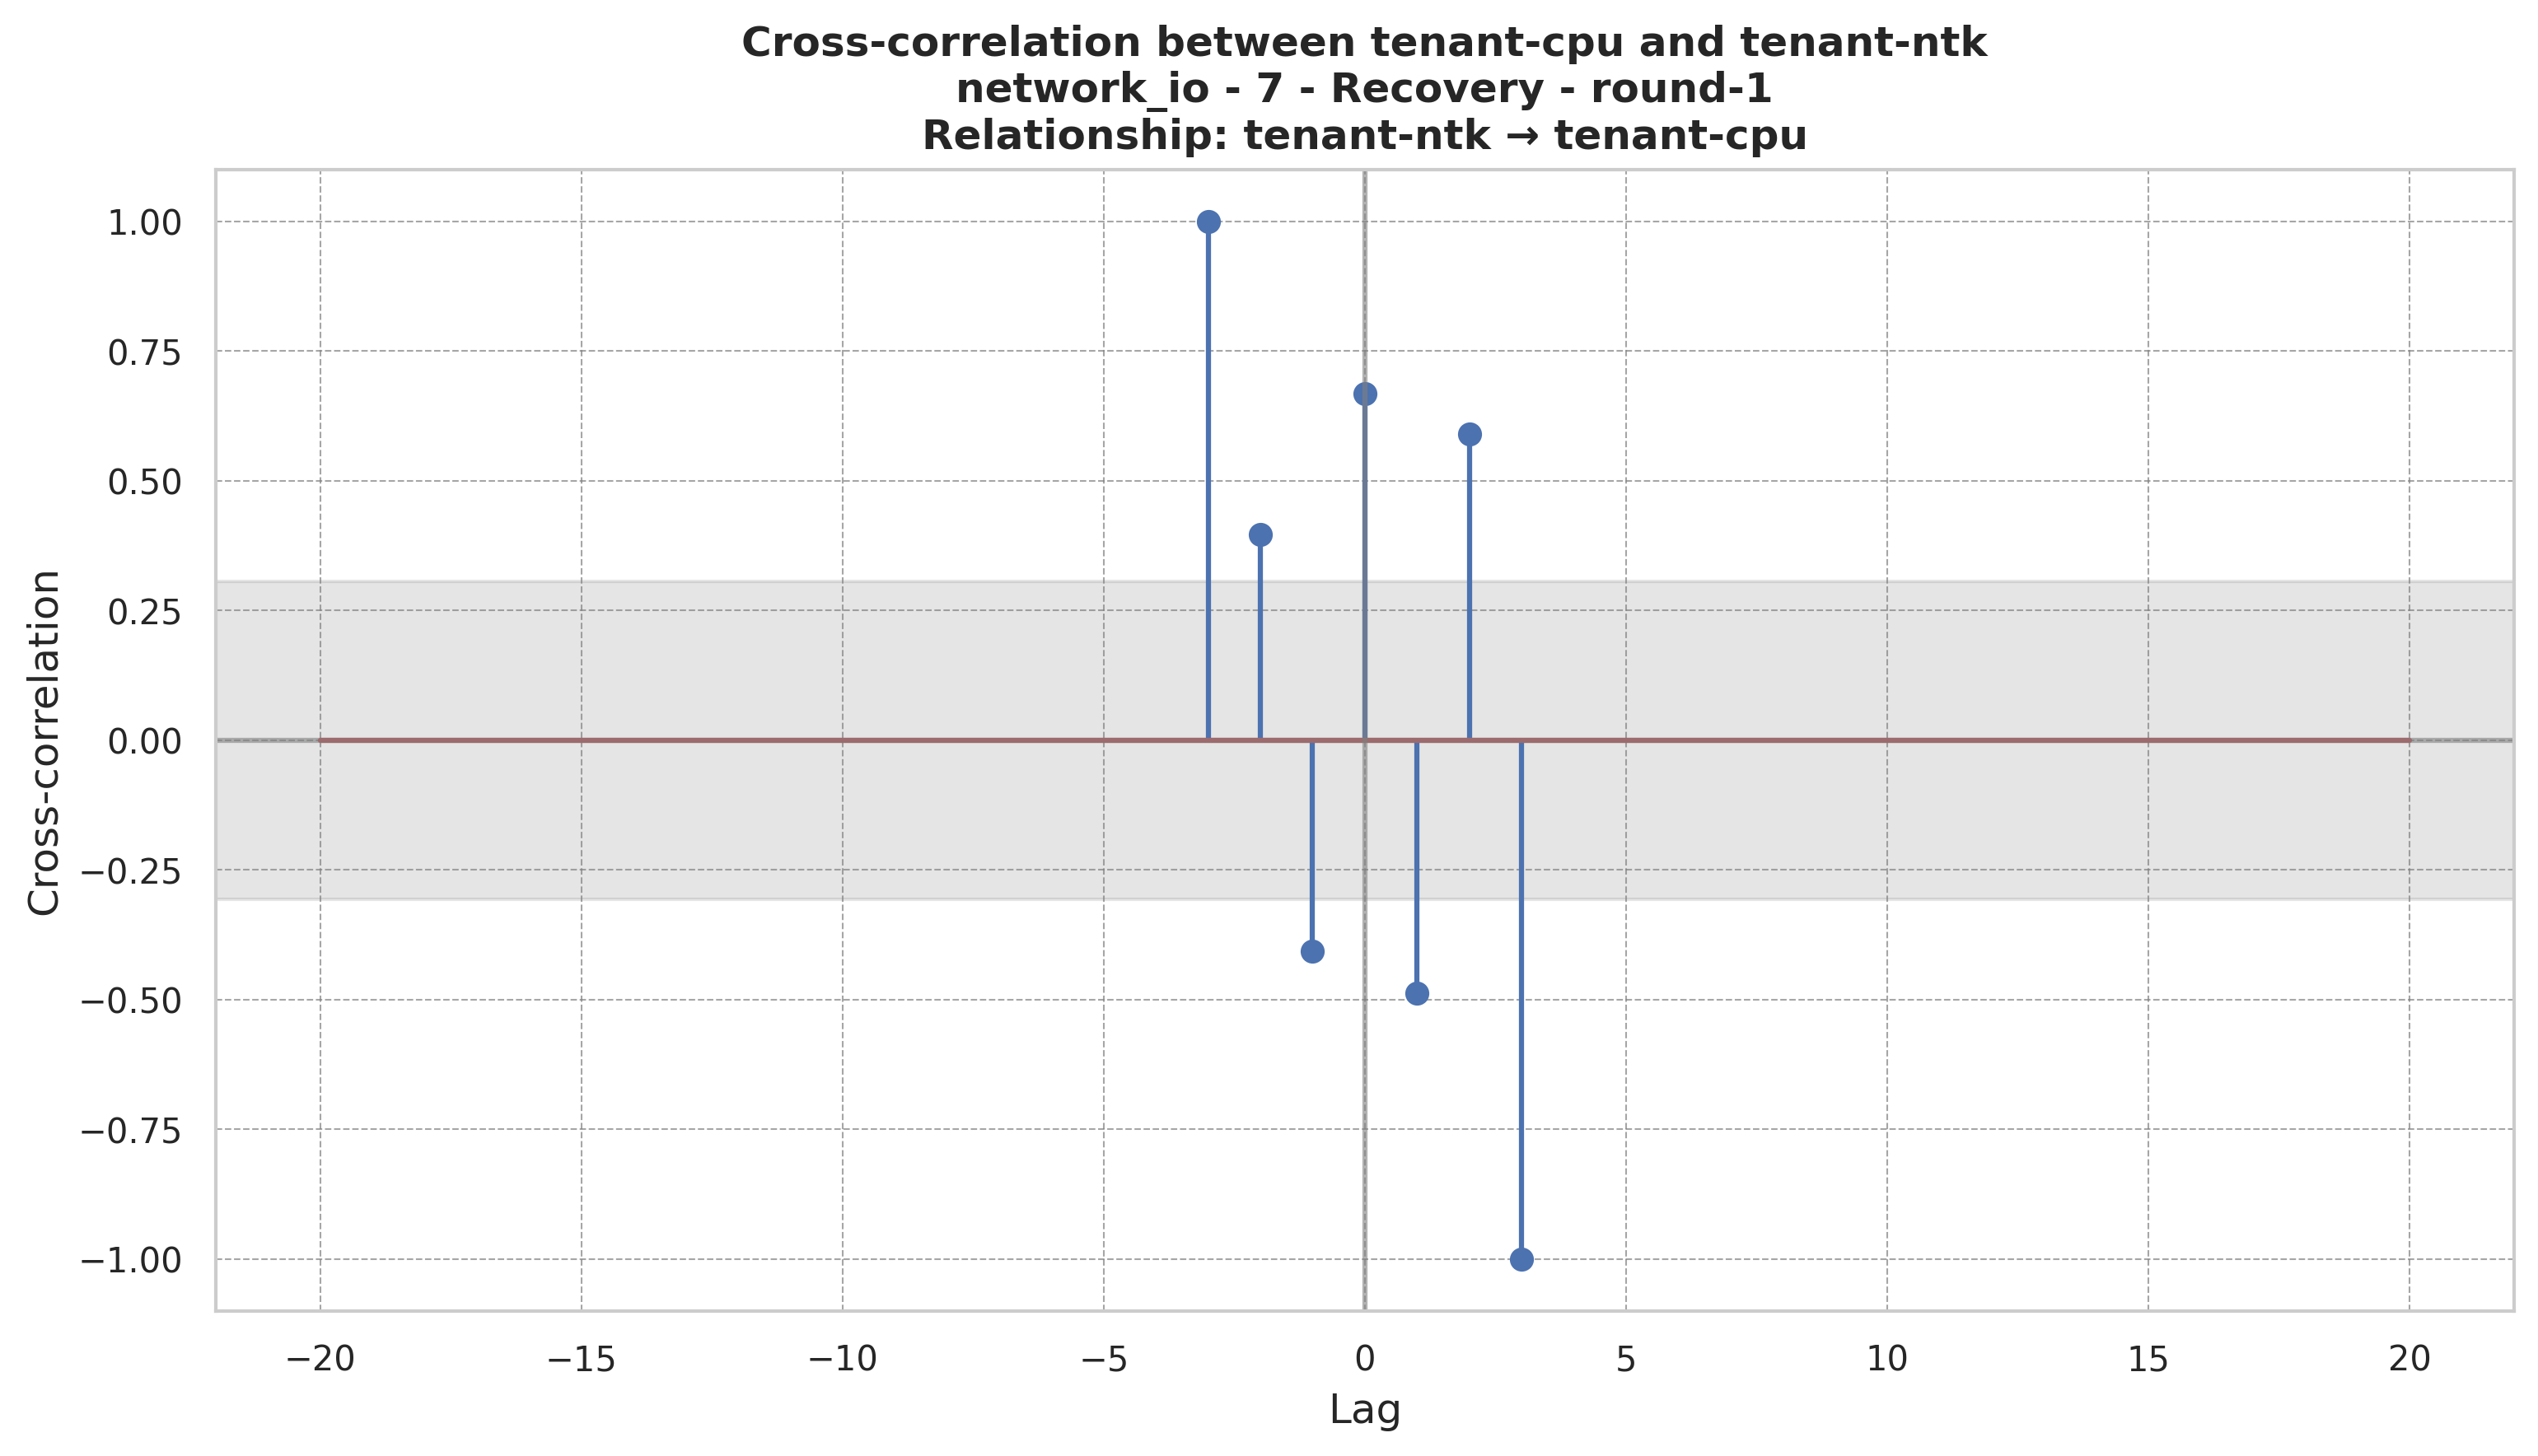 Cross-correlation between tenant-cpu and tenant-ntk
network_io - 7 - Recovery - round-1
Relationship: tenant-ntk → tenant-cpu
Cross-correlation
1.00
0.75
0.50
0.25
0.00
−0.25
−0.50
−0.75
−1.00
−20 −15 −10 −5 0 5 10 15 20
Lag